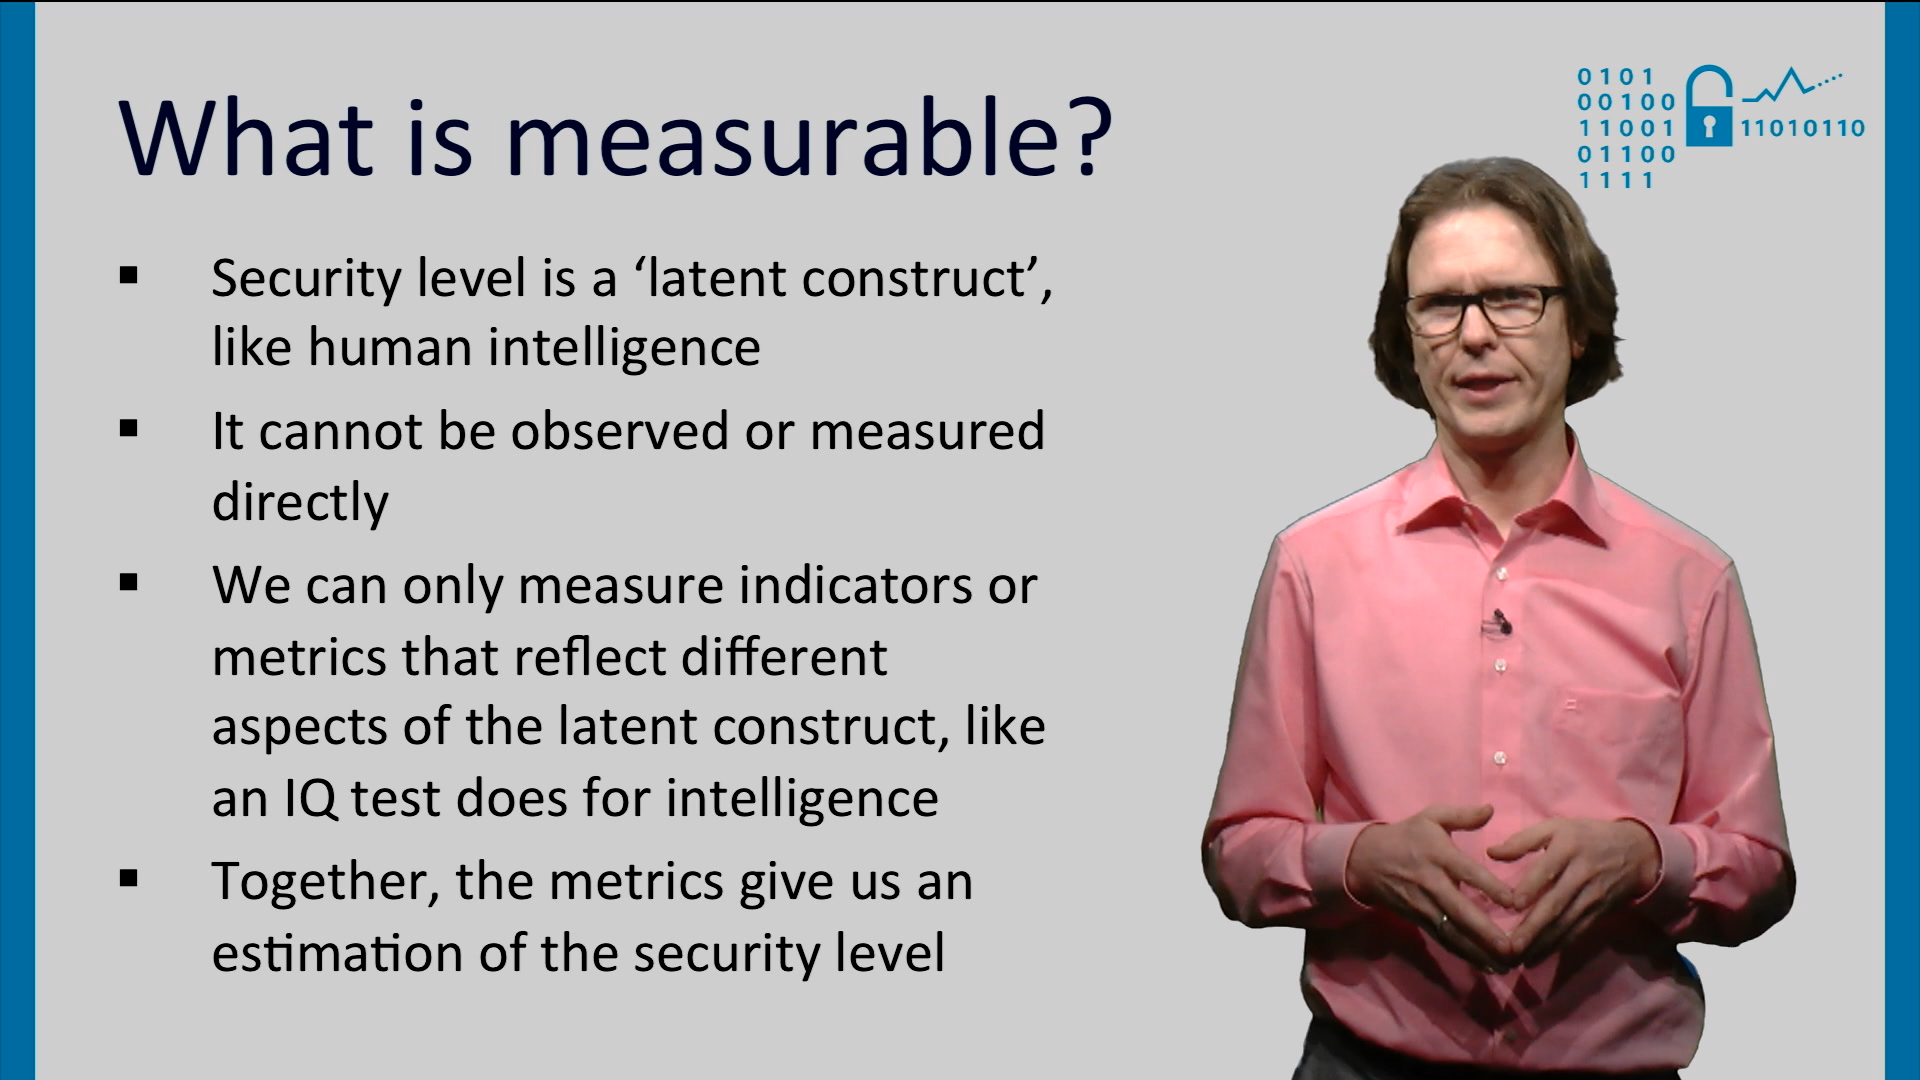 What is measurable?
0101
00100
11001
01100
1111
11010110
▪ Security level is a ‘latent construct’,
like human intelligence
▪ It cannot be observed or measured
directly
▪ We can only measure indicators or
metrics that reflect different
aspects of the latent construct, like
an IQ test does for intelligence
▪ Together, the metrics give us an
estimation of the security level